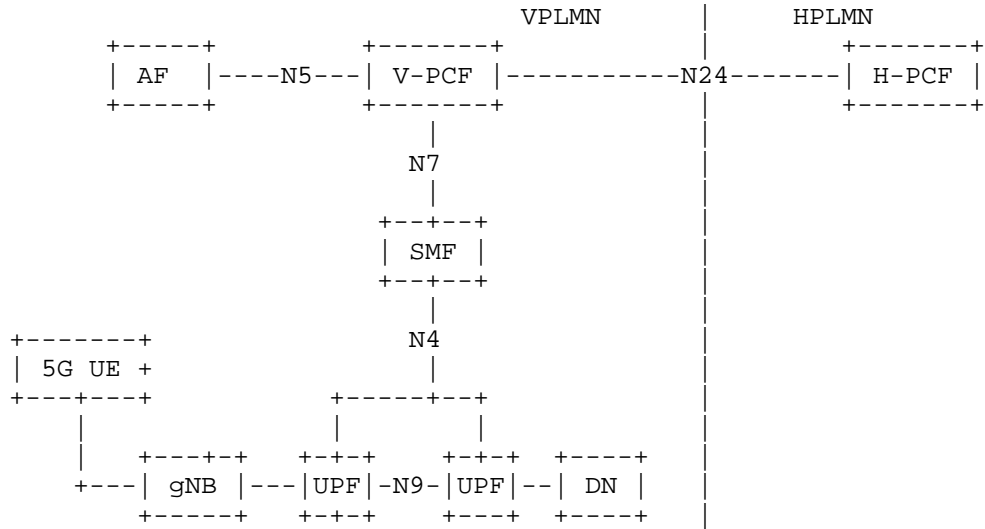 VPLMN HPLMN
AF N5 V-PCF N24 H-PCF
N7
SMF
N4
5G UE
gNB UPF N9 UPF DN